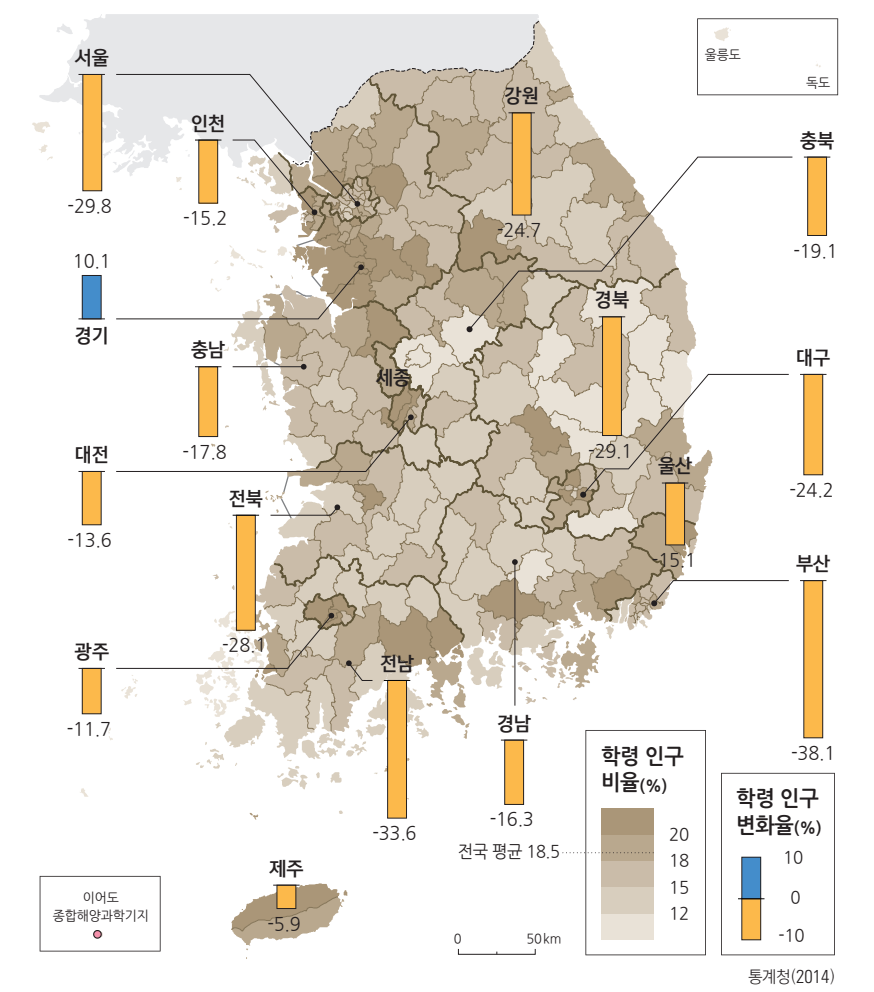 울릉도
독도
서울
-29.8
인천
-15.2
강원
-24.7
충북
-19.1
10.1
경기
충남
-17.8
세종
경북
-29.1
대구
-24.2
대전
-13.6
전북
-28.1
울산
-15.1
부산
-38.1
광주
-11.7
전남
-33.6
경남
-16.3
제주
-5.9
이어도
종합해양과학기지
전국 평균 18.5
0 50km
학령 인구
비율(%)
20
18
15
12
학령 인구
변화율(%)
10
0
-10
통계청(2014)